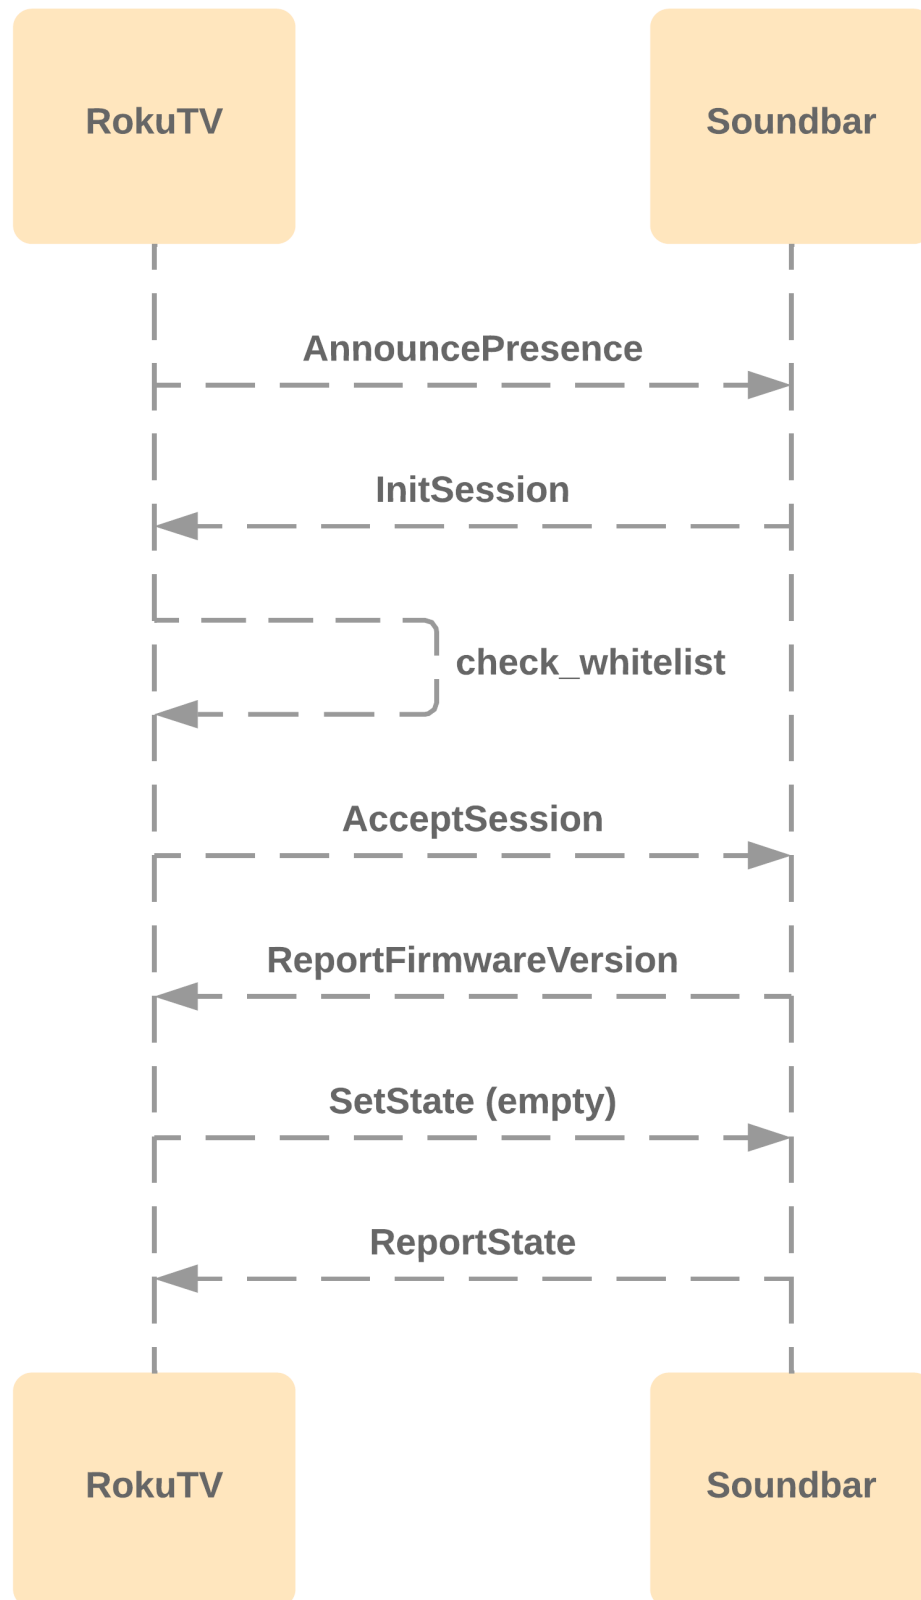 RokuTV
Soundbar
AnnouncePresence
InitSession
check_whitelist
AcceptSession
ReportFirmwareVersion
SetState (empty)
ReportState
RokuTV
Soundbar